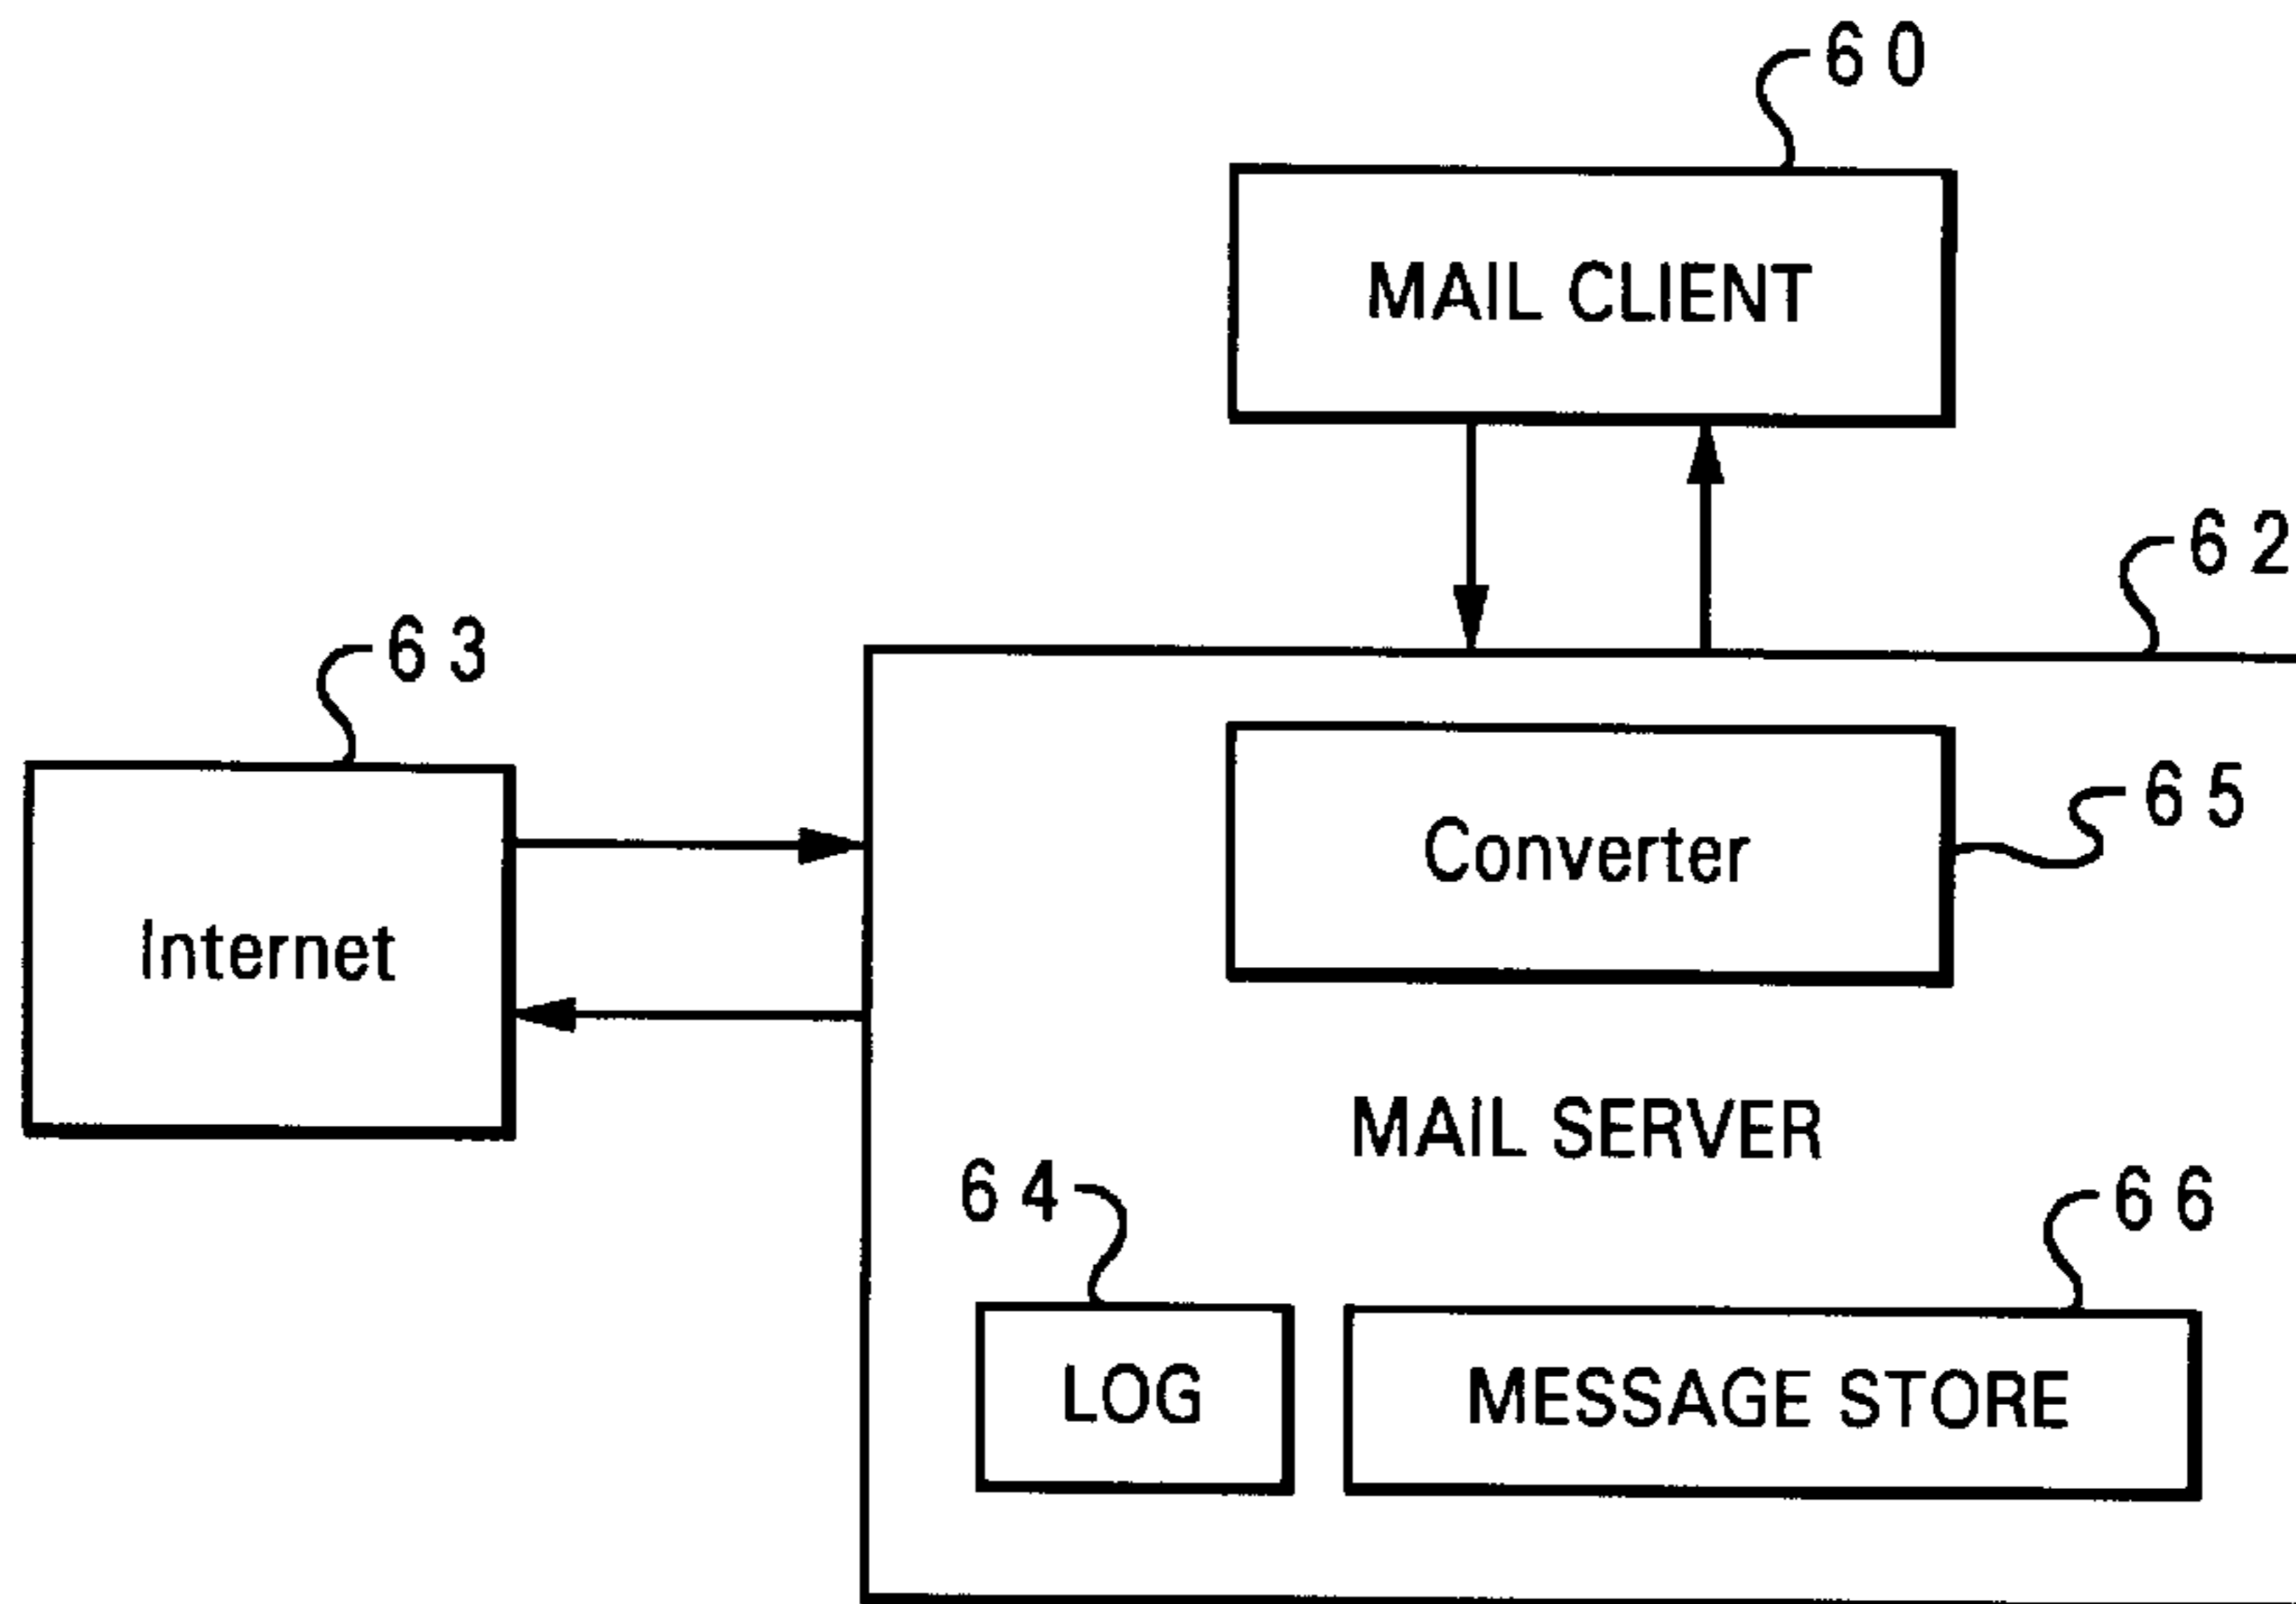 60
MAIL CLIENT
62
63
Converter
65
Internet
MAIL SERVER
64
66
LOG
MESSAGE STORE